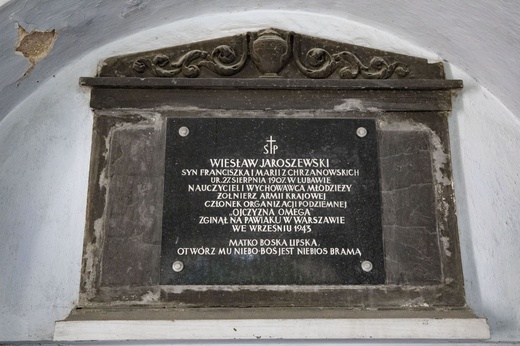 Ś†P
WIESŁAW JAROSZEWSKI
SYN FRANCISZKA I MARII Z CHRZANOWSKICH
UR. 27 SIERPNIA 1907. W LUBAWIE
NAUCZYCIEL I WYCHOWAWCA MŁODZIEŻY
ŻOŁNIERZ ARMII KRAJOWEJ
CZŁONEK ORGANIZACJI PODZIEMNEJ
„OJCZYZNA OMEGA"
ZGINĄŁ NA PAWIAKU W WARSZAWIE
WE WRZEŚNIU 1943
MATKO BOSKA LIPSKA.
OTWÓRZ MU NIEBO-BOŚ JEST NIEBIOS BRAMĄ